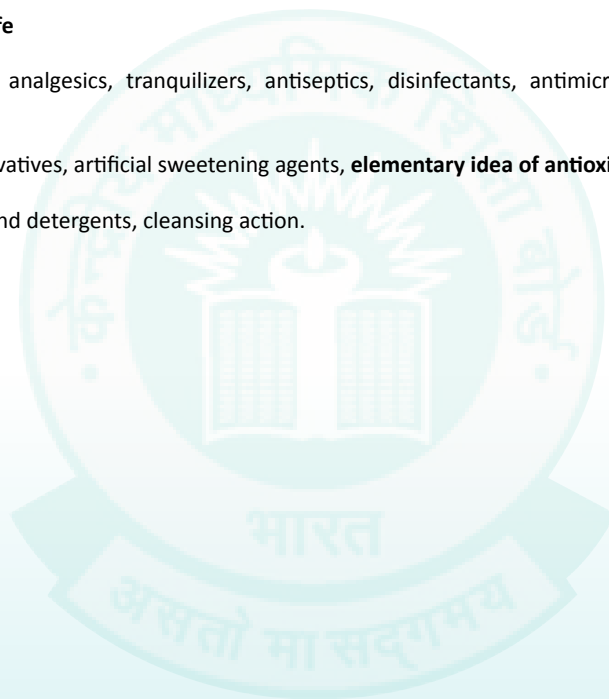 fe
analgesics, tranquilizers, antiseptics, disinfectants, antimicr
vatives, artificial sweetening agents, elementary idea of antioxi
nd detergents, cleansing action.
केन्द्रीय माध्यमिक शिक्षा बोर्ड
भारत
असतो मा सद्गमय